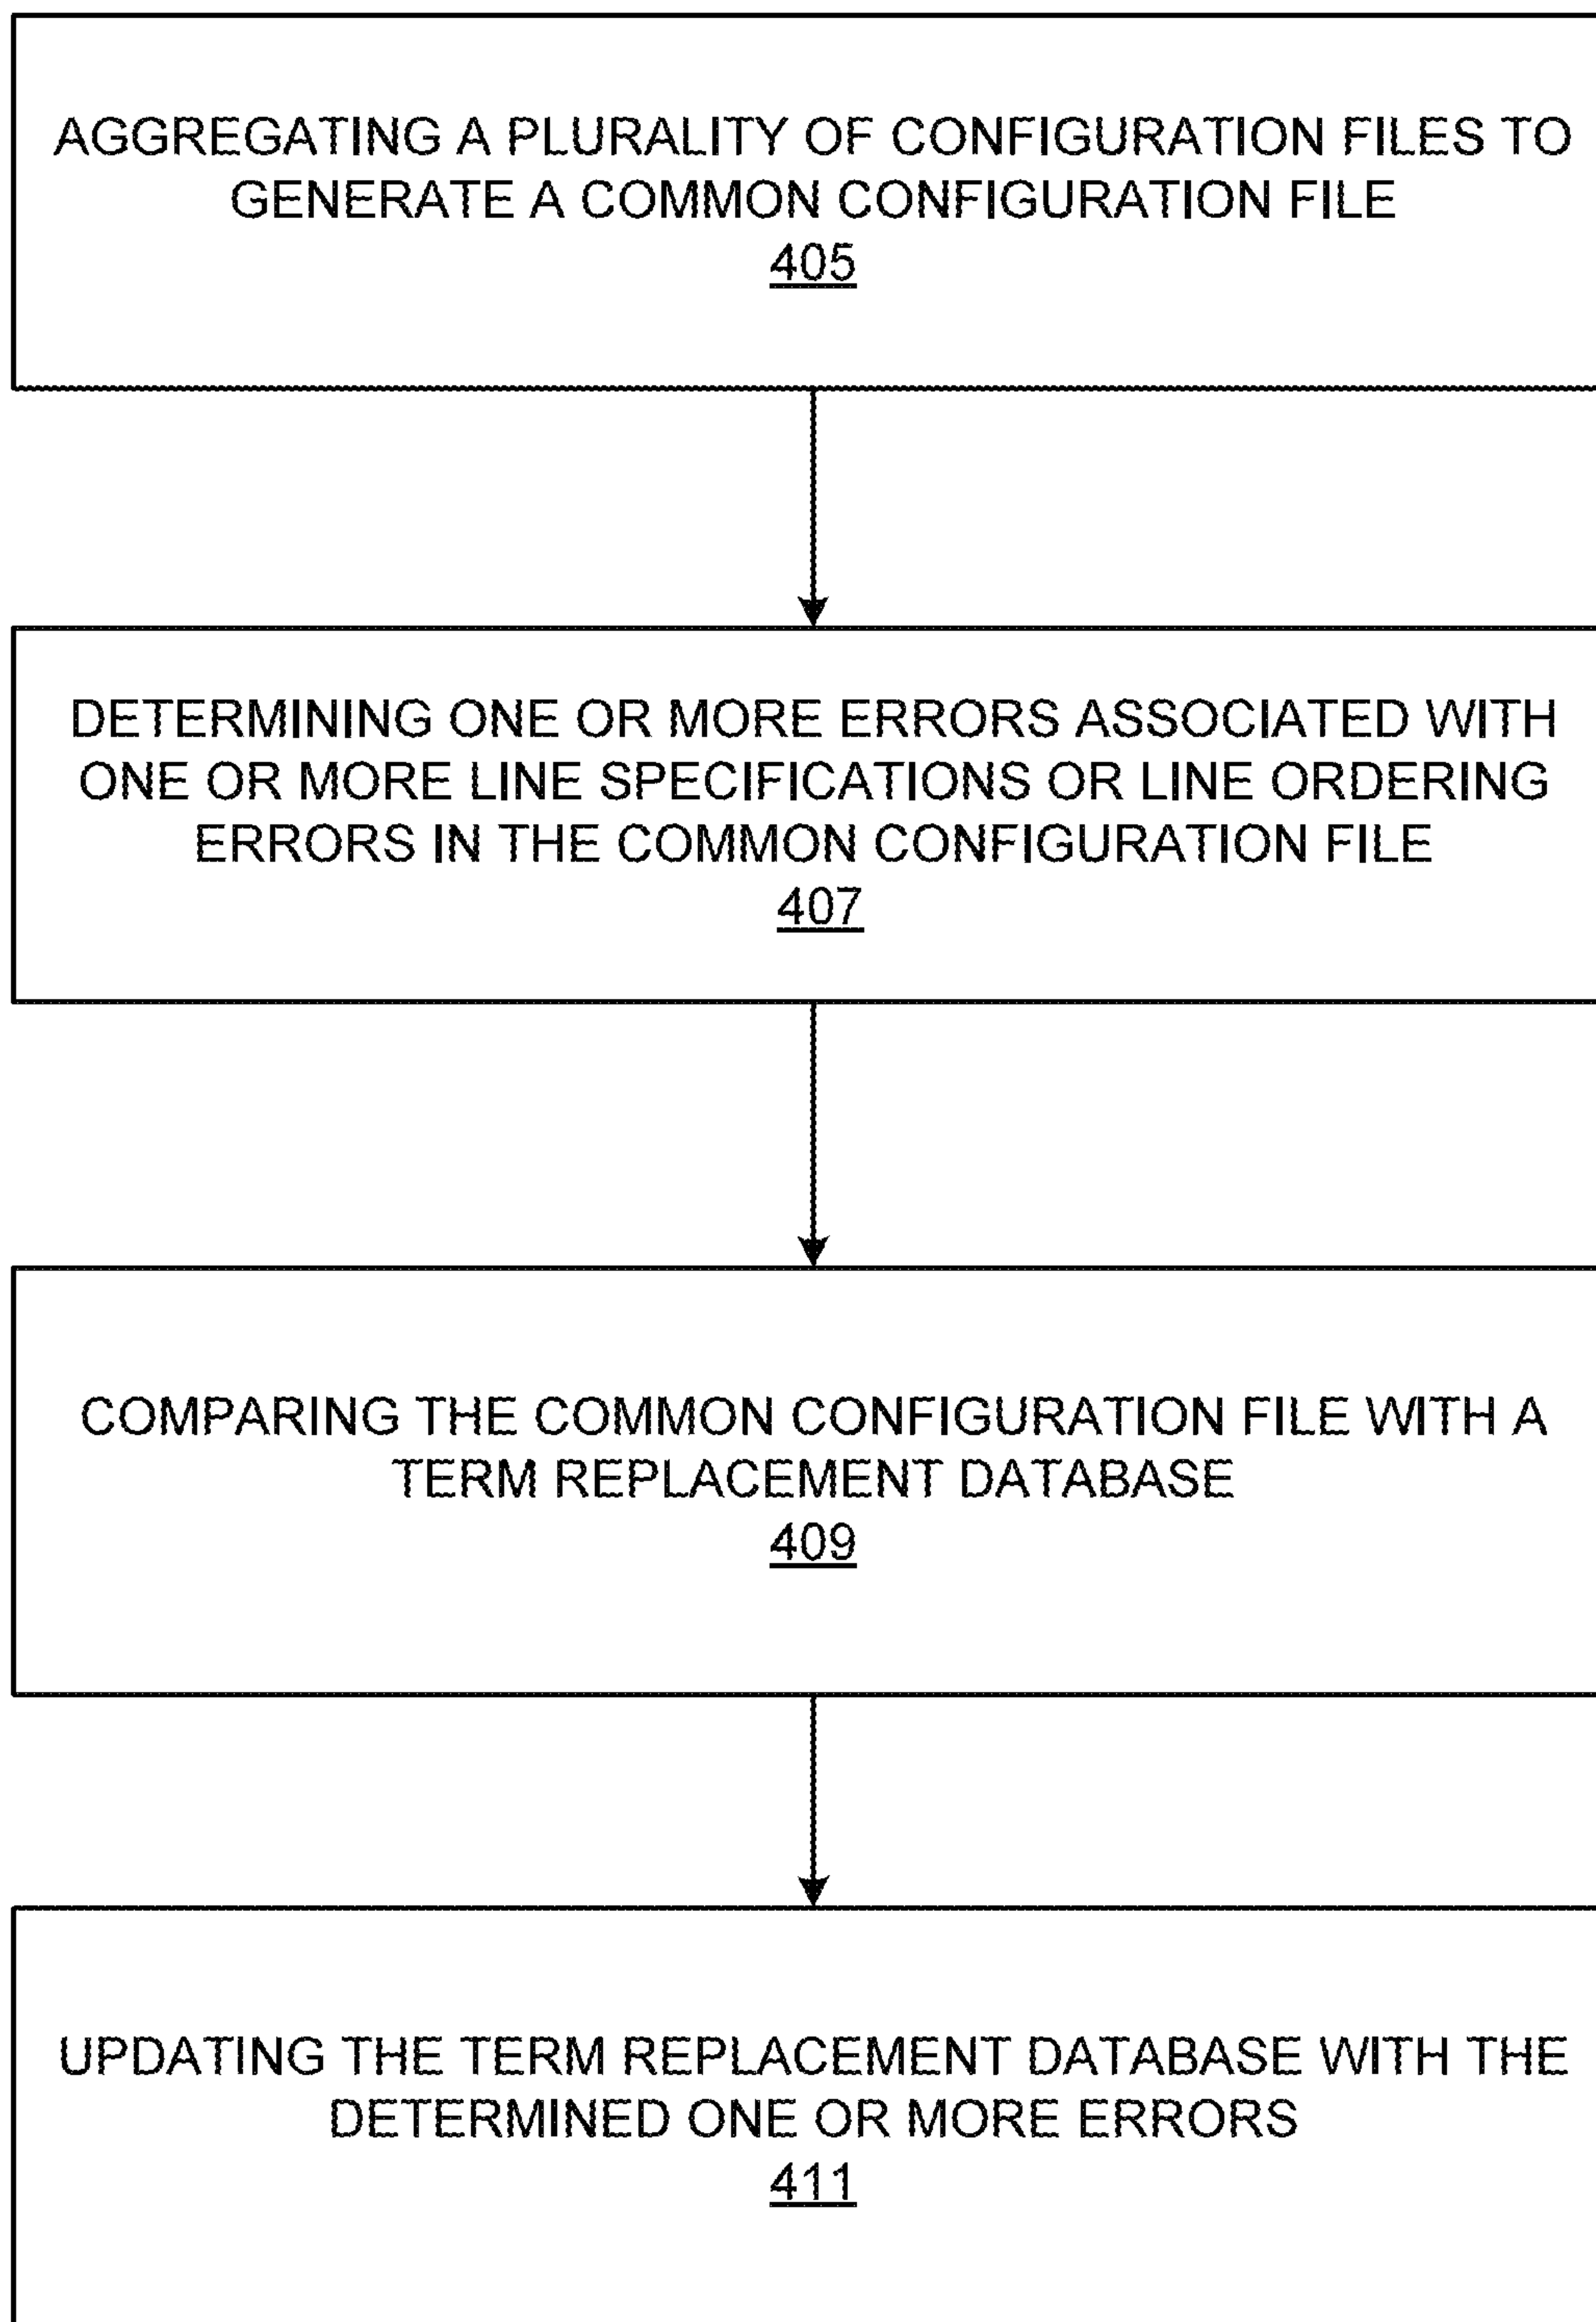 AGGREGATING A PLURALITY OF CONFIGURATION FILES TO
GENERATE A COMMON CONFIGURATION FILE
405
DETERMINING ONE OR MORE ERRORS ASSOCIATED WITH
ONE OR MORE LINE SPECIFICATIONS OR LINE ORDERING
ERRORS IN THE COMMON CONFIGURATION FILE
407
COMPARING THE COMMON CONFIGURATION FILE WITH A
TERM REPLACEMENT DATABASE
409
UPDATING THE TERM REPLACEMENT DATABASE WITH THE
DETERMINED ONE OR MORE ERRORS
411